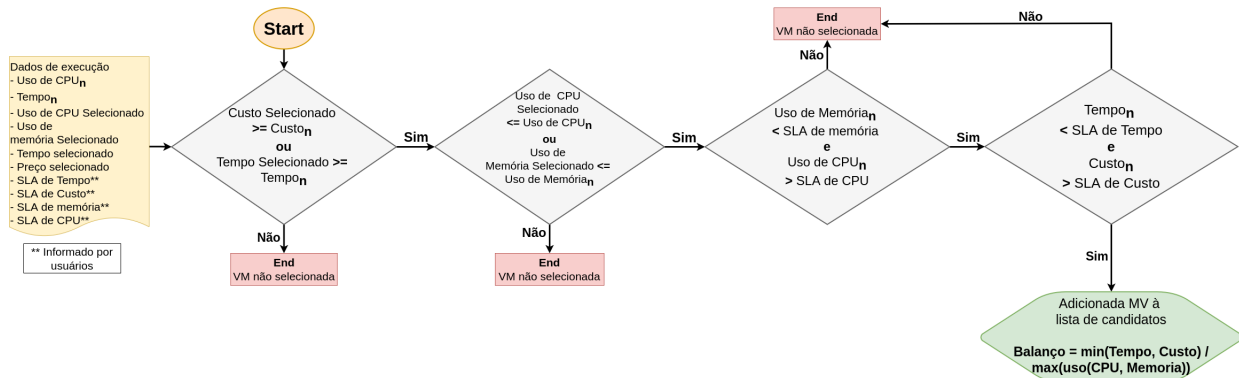 Start
Dados de execução
- Uso de CPUn
- Tempon
- Uso de CPU Selecionado
- Uso de
memória Selecionado
- Tempo selecionado
- Preço selecionado
- SLA de Tempo**
- SLA de Custo**
- SLA de memória**
- SLA de CPU**
** Informado por
usuários
Custo Selecionado
>= Custon
ou
Tempo Selecionado >=
Tempon
Sim
Não
End
VM não selecionada
Uso de CPU
Selecionado
<= Uso de CPUn
ou
Uso de
Memória Selecionado <=
Uso de Memórian
Sim
Não
End
VM não selecionada
Uso de Memórian
< SLA de memória
e
Uso de CPUn
> SLA de CPU
Não
End
VM não selecionada
Sim
Tempon
< SLA de Tempo
e
Custon
> SLA de Custo
Não
Sim
Adicionada MV à
lista de candidatos
Balanço = min(Tempo, Custo) /
max(uso(CPU, Memoria))